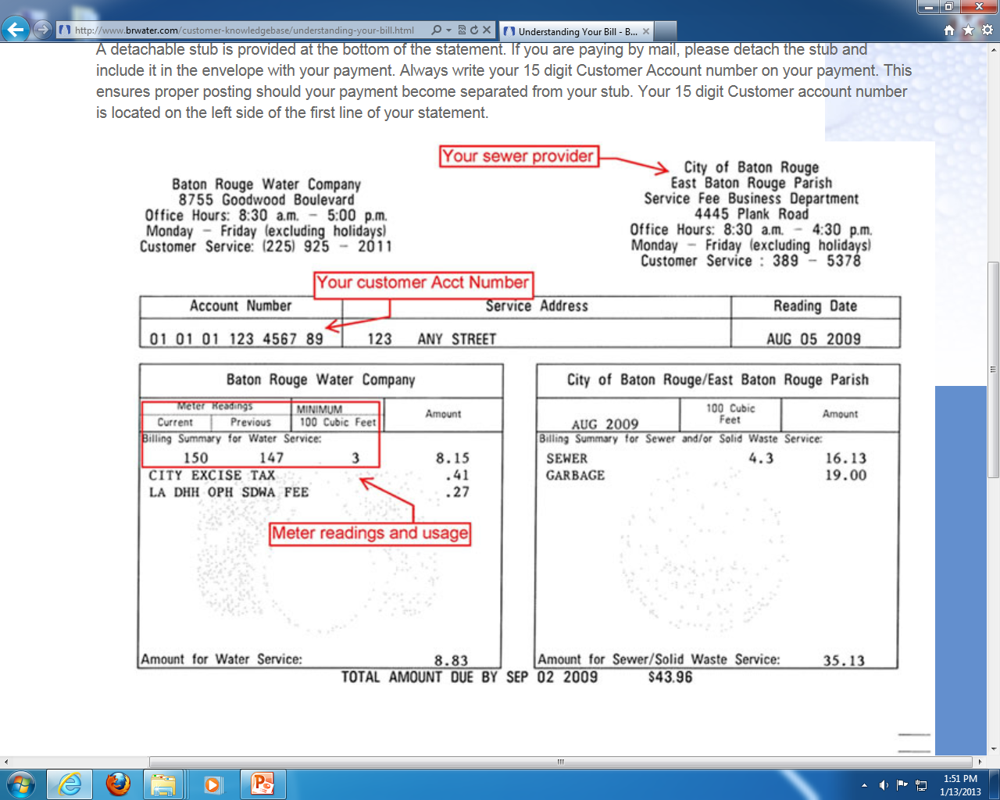 http://www.brwater.com/customer-knowledgebase/understanding-your-bill.html
Understanding Your Bill - B...
A detachable stub is provided at the bottom of the statement. If you are paying by mail, please detach the stub and
include it in the envelope with your payment. Always write your 15 digit Customer Account number on your payment. This
ensures proper posting should your payment become separated from your stub. Your 15 digit Customer account number
is located on the left side of the first line of your statement.
Your sewer provider
Baton Rouge Water Company
8755 Goodwood Boulevard
Office Hours: 8:30 a.m. – 5:00 p.m.
Monday – Friday (excluding holidays)
Customer Service: (225) 925 – 2011
City of Baton Rouge
East Baton Rouge Parish
Service Fee Business Department
4445 Plank Road
Office Hours: 8:30 a.m. – 4:30 p.m.
Monday – Friday (excluding holidays)
Customer Service : 389 – 5378
Your customer Acct Number
Account Number Service Address Reading Date
01 01 01 123 4567 89 123 ANY STREET AUG 05 2009
Baton Rouge Water Company
Meter Readings MINIMUM Amount
Current Previous 100 Cubic Feet
Billing Summary for Water Service:
150 147 3 8.15
CITY EXCISE TAX .41
LA DHH OPH SDWA FEE .27
Meter readings and usage
Amount for Water Service: 8.83
City of Baton Rouge/East Baton Rouge Parish
AUG 2009 100 Cubic Feet Amount
Billing Summary for Sewer and/or Solid Waste Service:
SEWER 4.3 16.13
GARBAGE 19.00
Amount for Sewer/Solid Waste Service: 35.13
TOTAL AMOUNT DUE BY SEP 02 2009 $43.96
1:51 PM
1/13/2013